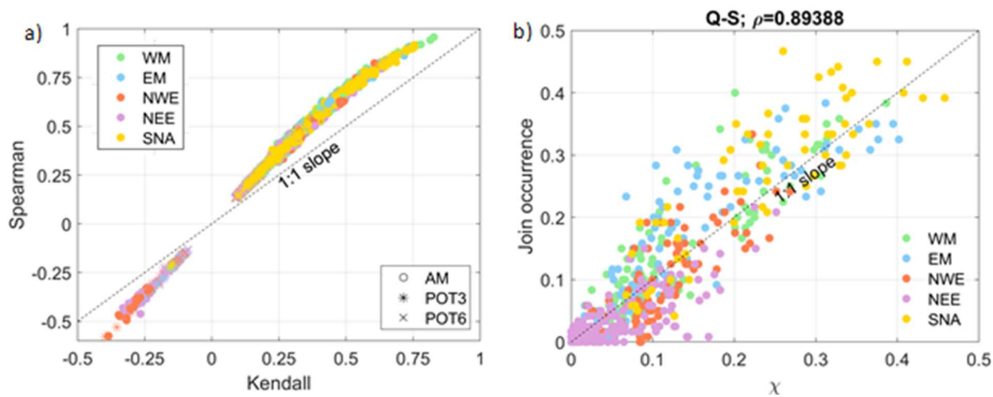 a)
1
0.75
0.5
0.25
0
-0.25
-0.5
Spearman
WM
EM
NWE
NEE
SNA
1:1 slope
AM
POT3
POT6
-0.5 -0.25 0 0.25 0.5 0.75 1
Kendall
b)
Q-S; ρ=0.89388
0.5
0.4
0.3
0.2
0.1
0
Join occurrence
1:1 slope
WM
EM
NWE
NEE
SNA
0 0.1 0.2 0.3 0.4 0.5
χ